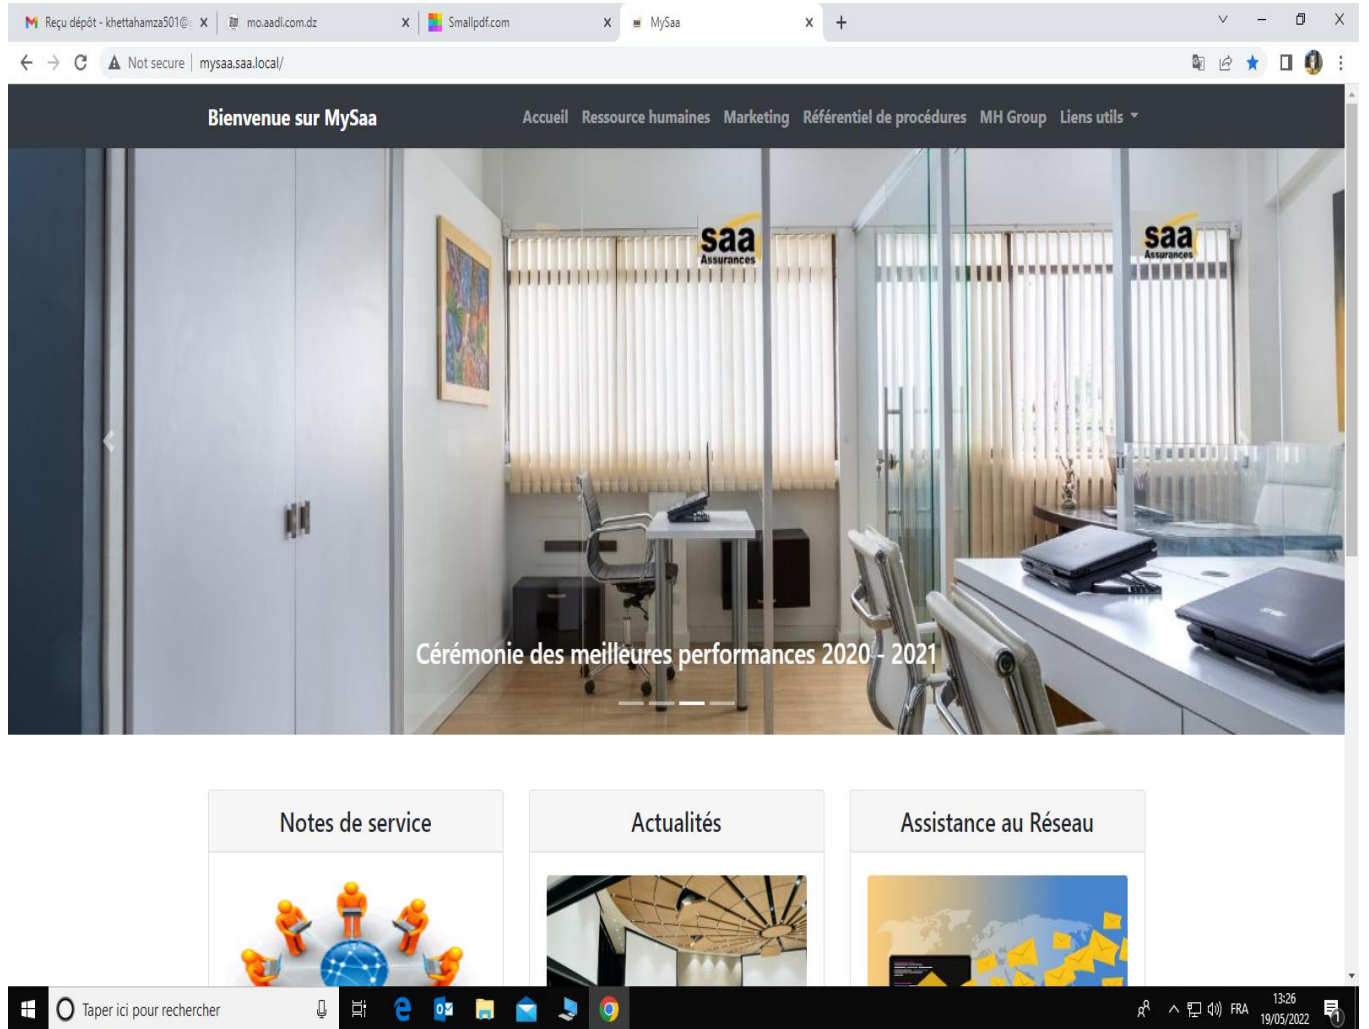 Reçu dépôt - khettahamza501@
mo.aadl.com.dz
Smallpdf.com
MySaa
Not secure
mysaa.saa.local/
Bienvenue sur MySaa
Accueil Ressource humaines Marketing Référentiel de procédures MH Group Liens utils
saa
Assurances
saa
Assurances
Cérémonie des meilleures performances 2020 - 2021
Notes de service
Actualités
Assistance au Réseau
Taper ici pour rechercher
FRA
13:26
19/05/2022
1